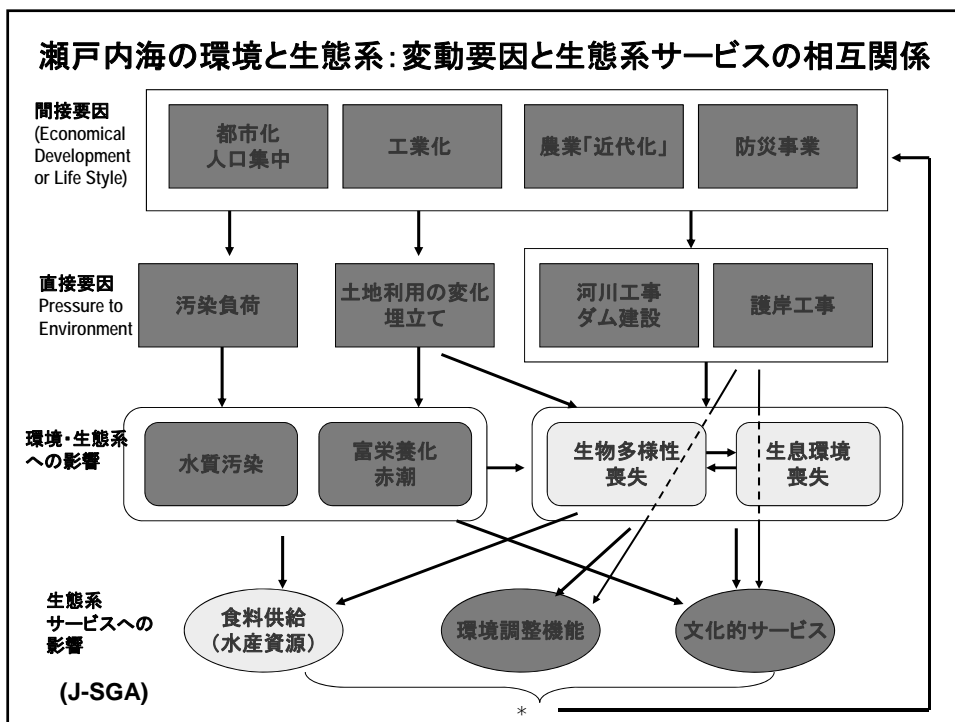 瀬戸内海の環境と生態系：変動要因と生態系サービスの相互関係
間接要因
(Economical
Development
or Life Style)
都市化
人口集中
工業化
農業「近代化」
防災事業
直接要因
Pressure to
Environment
汚染負荷
土地利用の変化
埋立て
河川工事
ダム建設
護岸工事
環境・生態系
への影響
水質汚染
富栄養化
赤潮
生物多様性
喪失
生息環境
喪失
生態系
サービスへの
影響
食料供給
（水産資源）
環境調整機能
文化的サービス
(J-SGA)
*